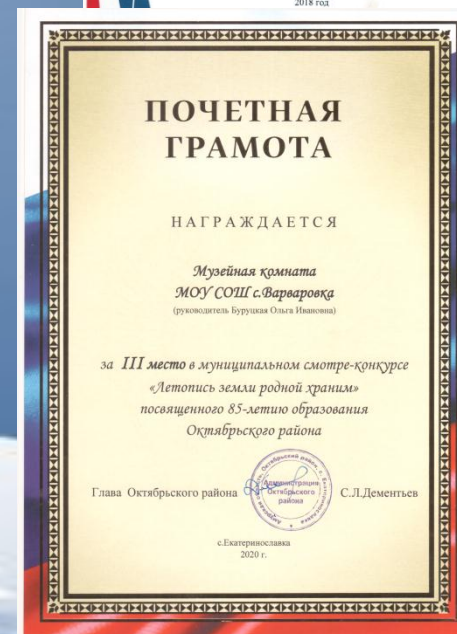 2018 год
ПОЧЕТНАЯ
ГРАМОТА
НАГРАЖДАЕТСЯ
Музейная комната
МОУ СОШ с.Варваровка
(руководитель Буруцкая Ольга Ивановна)
за III место в муниципальном смотре-конкурсе
«Летопись земли родной храним»
посвященного 85-летию образования
Октябрьского района
Глава Октябрьского района
Администрация
Октябрьского
района
С.Л.Дементьев
с.Екатеринославка
2020 г.